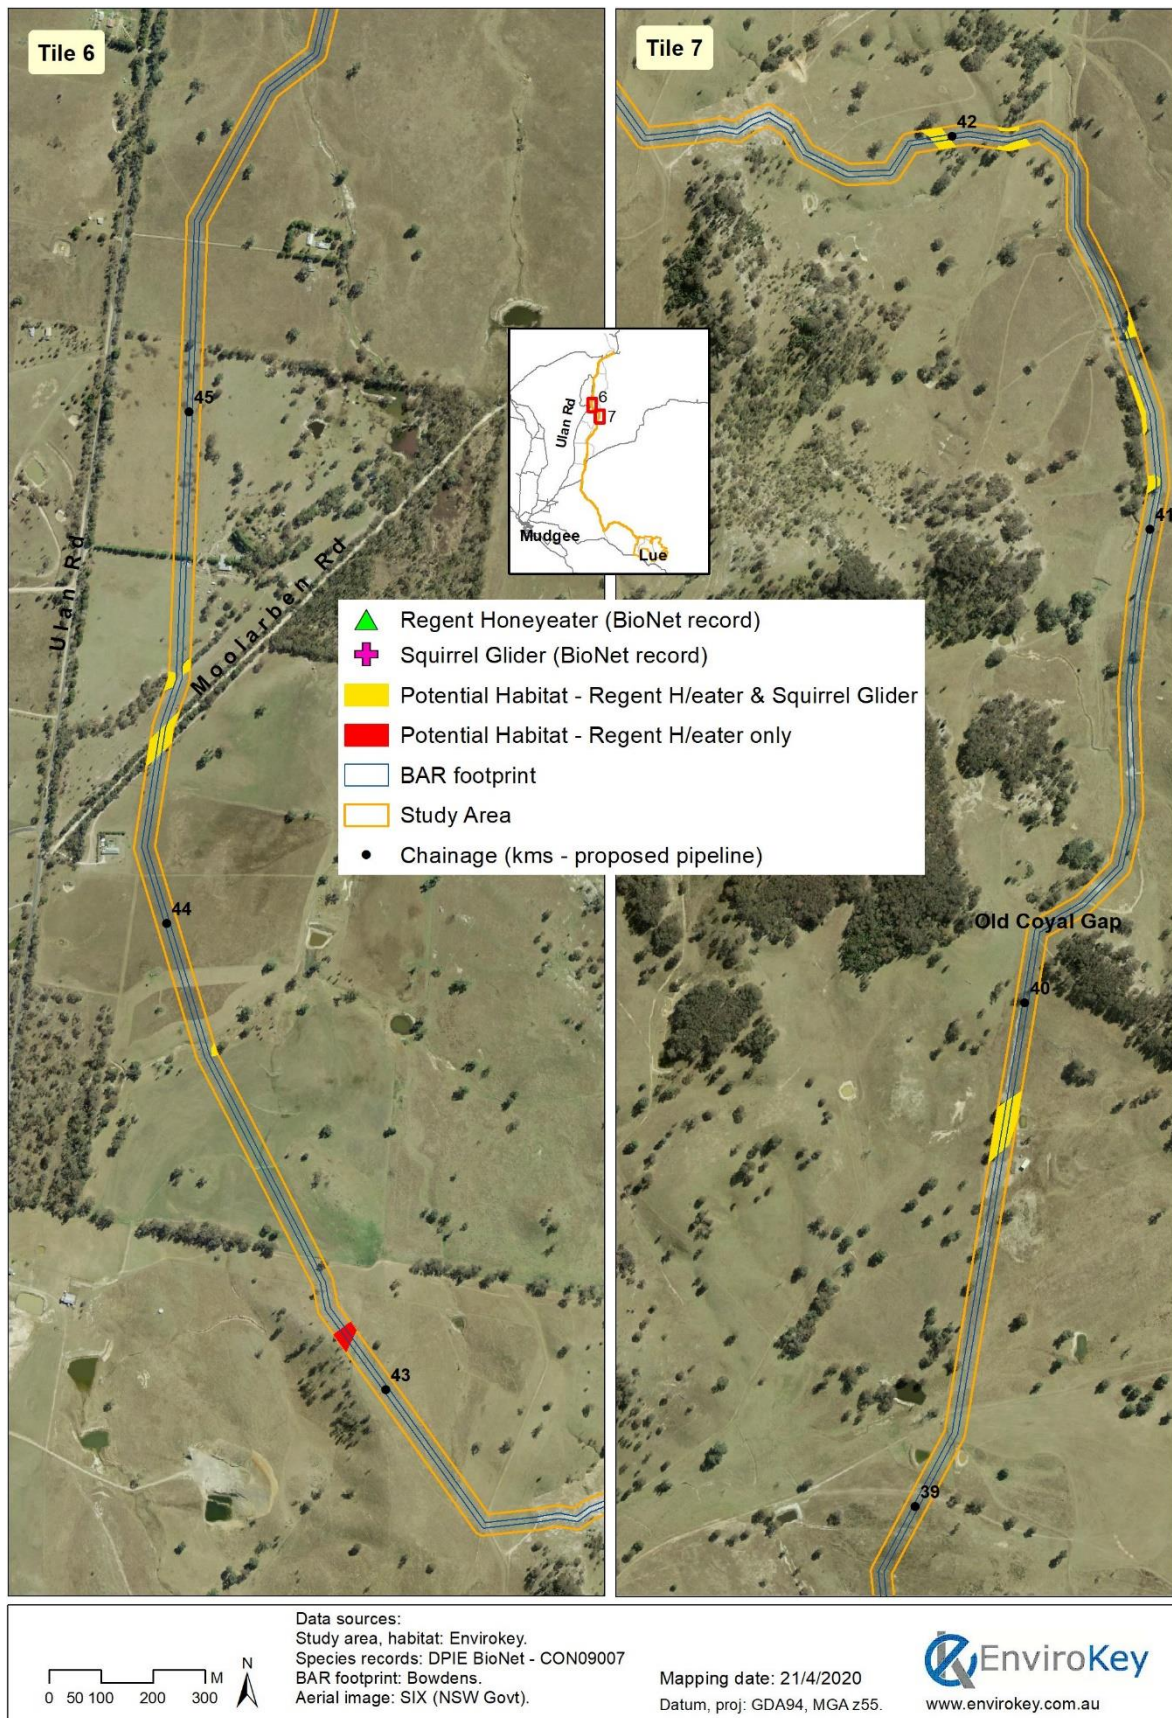 Tile 6
Tile 7
42
45
6
7
Ulan Rd
Mudgee
Lue
41
Ulan Rd
Moolarben Rd
Regent Honeyeater (BioNet record)
Squirrel Glider (BioNet record)
Potential Habitat - Regent H/eater & Squirrel Glider
Potential Habitat - Regent H/eater only
BAR footprint
Study Area
Chainage (kms - proposed pipeline)
44
Old Coyal Gap
40
43
39
Data sources:
Study area, habitat: Envirokey.
Species records: DPIE BioNet - CON09007
BAR footprint: Bowdens.
Aerial image: SIX (NSW Govt).
0 50 100 200 300 M
N
Mapping date: 21/4/2020
Datum, proj: GDA94, MGA z55.
EnviroKey
www.envirokey.com.au